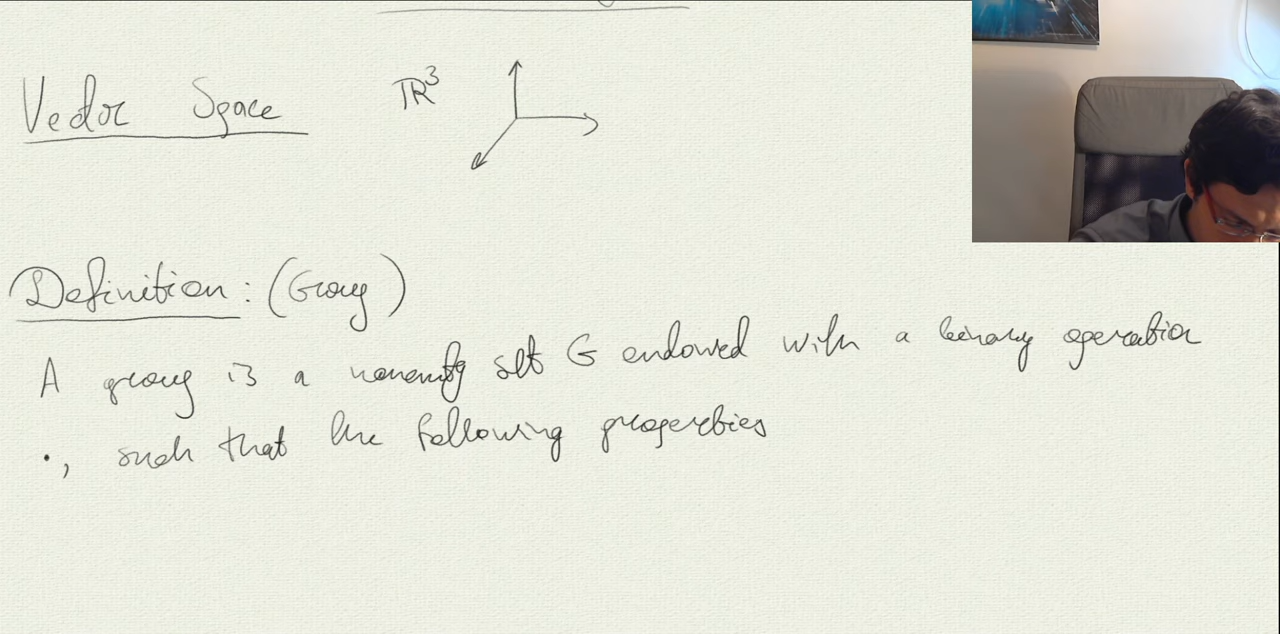 Vector Space
ℝ³
Definition: (Group)
A group is a nonempty set G endowed with a binary operation
·, such that the following properties